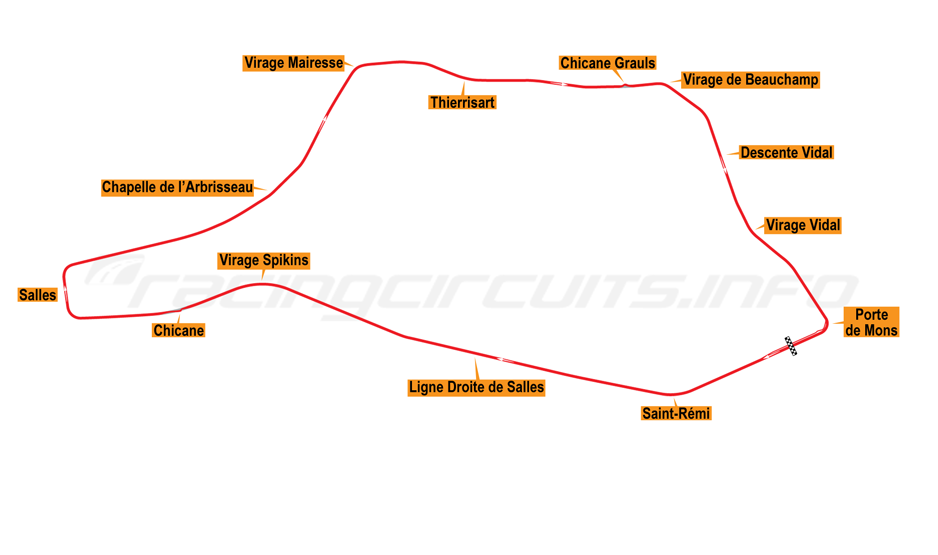 Virage Mairesse
Chicane Grauls
Virage de Beauchamp
Thierrisart
Descente Vidal
Chapelle de l’Arbrisseau
Virage Vidal
Virage Spikins
racingcircuits.info
Salles
Chicane
Porte
de Mons
Ligne Droite de Salles
Saint-Rémi